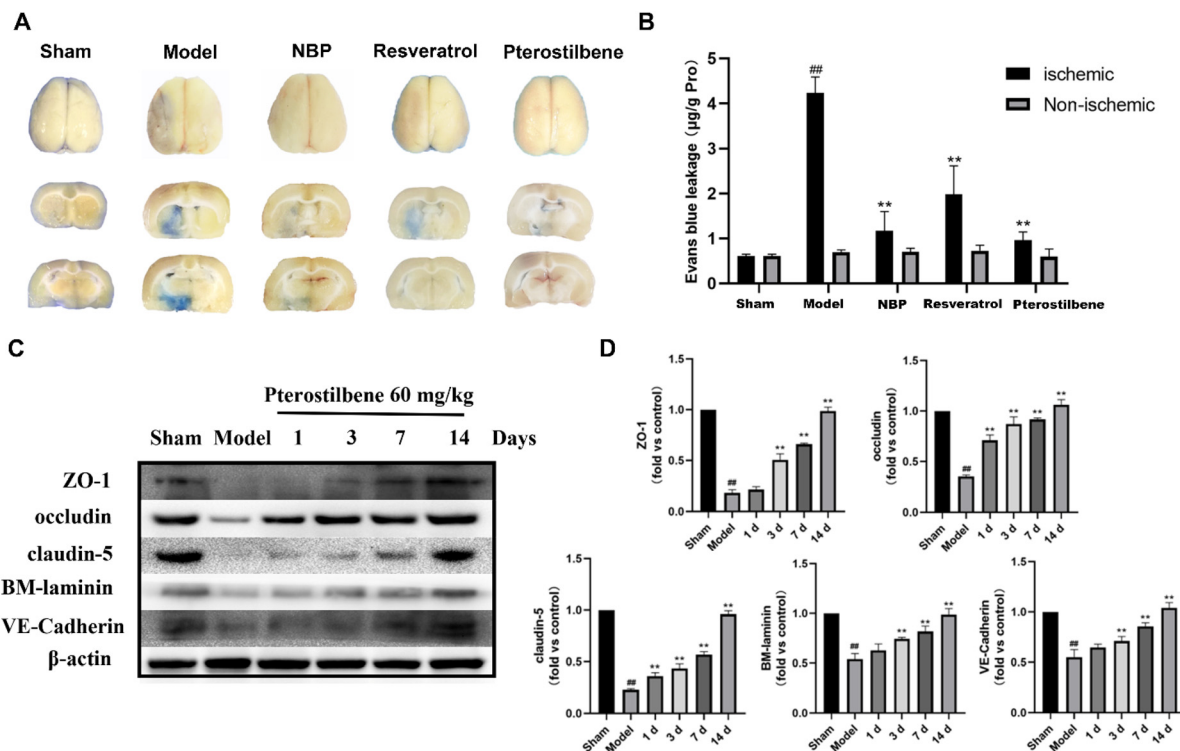 A
Sham Model NBP Resveratrol Pterostilbene
B
Evans blue leakage (μg/g Pro)
5
4
3
2
1
0
##
**
**
**
ischemic
Non-ischemic
Sham Model NBP Resveratrol Pterostilbene
C
Pterostilbene 60 mg/kg
Sham Model 1 3 7 14 Days
ZO-1
occludin
claudin-5
BM-laminin
VE-Cadherin
β-actin
D
ZO-1
(fold vs control)
1.5
1.0
0.5
0.0
## ** ** **
Sham Model 1 d 3 d 7 d 14 d
occludin
(fold vs control)
1.5
1.0
0.5
0.0
## ** ** ** **
Sham Model 1 d 3 d 7 d 14 d
claudin-5
(fold vs control)
1.5
1.0
0.5
0.0
## ** ** ** **
Sham Model 1 d 3 d 7 d 14 d
BM-laminin
(fold vs control)
1.5
1.0
0.5
0.0
## ** ** **
Sham Model 1 d 3 d 7 d 14 d
VE-Cadherin
(fold vs control)
1.5
1.0
0.5
0.0
## ** ** **
Sham Model 1 d 3 d 7 d 14 d